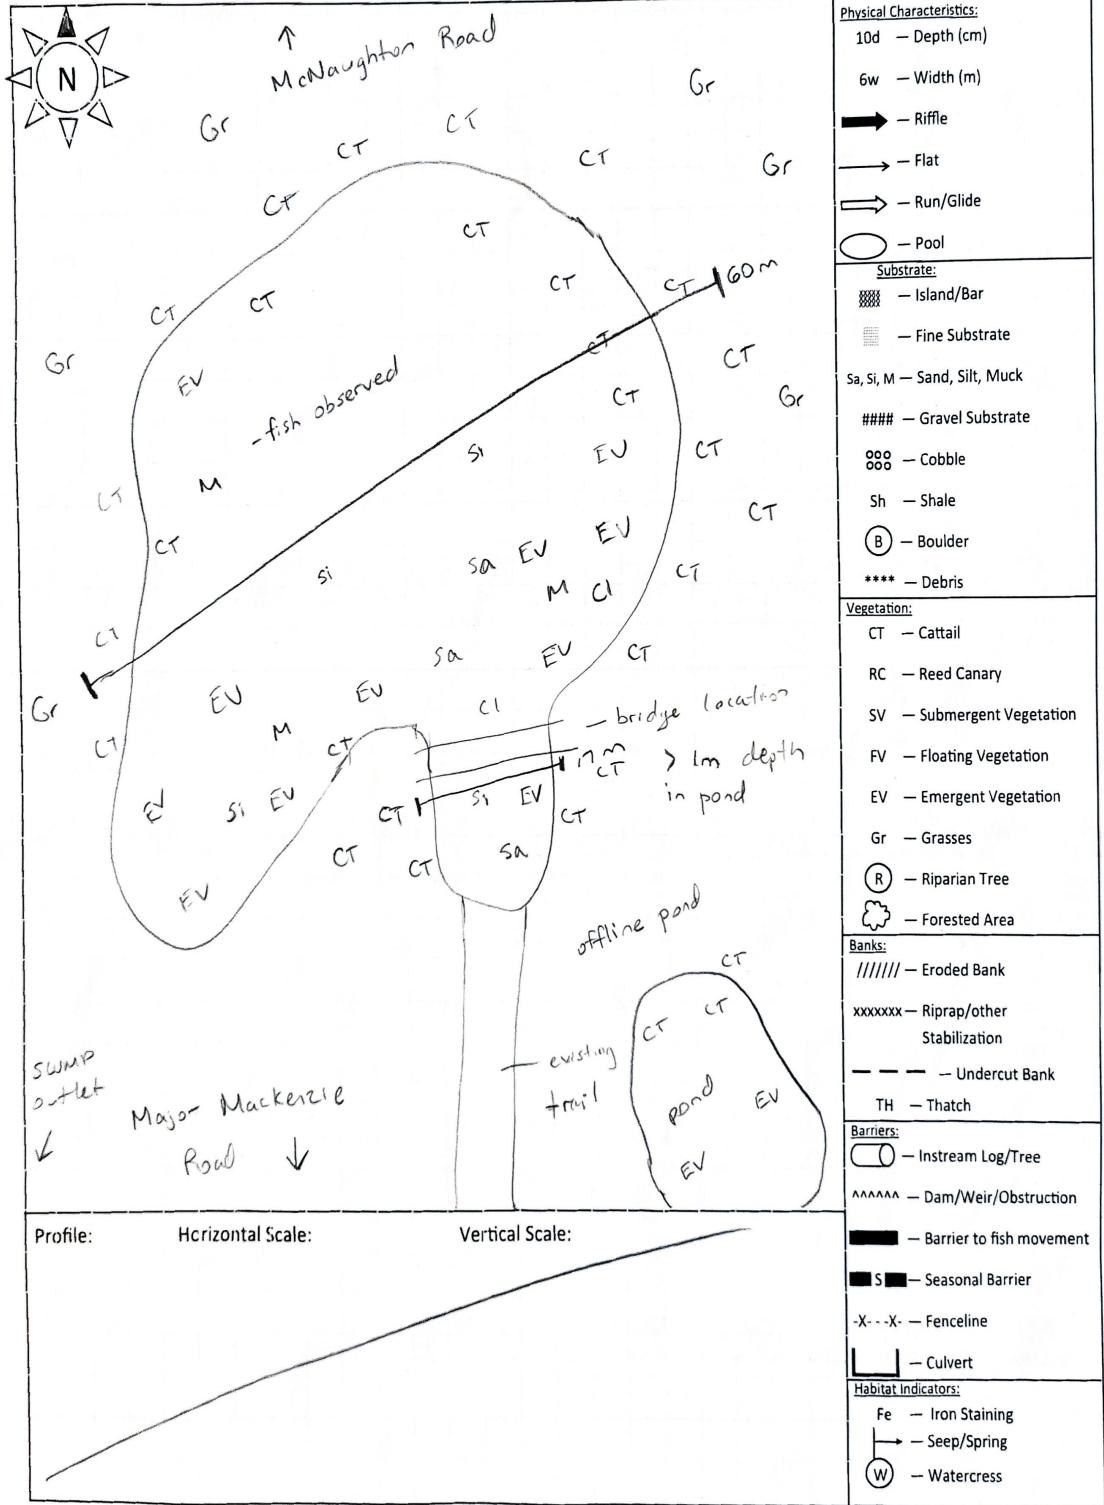 N
↑
McNaughton Road
Gr
Gr
CT
CT
CT
Gr
CT
CT
CT
CT
60m
CT
CT
CT
Gr
CT
CT
EV
- fish observed
CT
Gr
Si
EV
CT
M
CT
CT
EV
CT
Sa EV
Si
M Cl
CT
CT
Sa
EV
CT
Gr
EV
EV
Cl
- bridge location
M
CT
CT
17m
CT
> 1m depth
in pond
EV
Si
EV
CT
Si
EV
CT
CT
CT
Sa
EV
offline pond
CT
CT
CT
existing
trail
pond
EV
EV
SWMP
outlet
Major Mackenzie
Road ↓
Profile:
Horizontal Scale:
Vertical Scale:
Physical Characteristics:
10d — Depth (cm)
6w — Width (m)
— Riffle
— Flat
— Run/Glide
— Pool
Substrate:
— Island/Bar
— Fine Substrate
Sa, Si, M — Sand, Silt, Muck
#### — Gravel Substrate
— Cobble
Sh — Shale
B — Boulder
**** — Debris
Vegetation:
CT — Cattail
RC — Reed Canary
SV — Submergent Vegetation
FV — Floating Vegetation
EV — Emergent Vegetation
Gr — Grasses
R — Riparian Tree
— Forested Area
Banks:
/////// — Eroded Bank
xxxxxxx — Riprap/other
Stabilization
— — — — Undercut Bank
TH — Thatch
Barriers:
— Instream Log/Tree
^^^^^^ — Dam/Weir/Obstruction
— Barrier to fish movement
S — Seasonal Barrier
-X---X- — Fenceline
— Culvert
Habitat Indicators:
Fe — Iron Staining
— Seep/Spring
W — Watercress